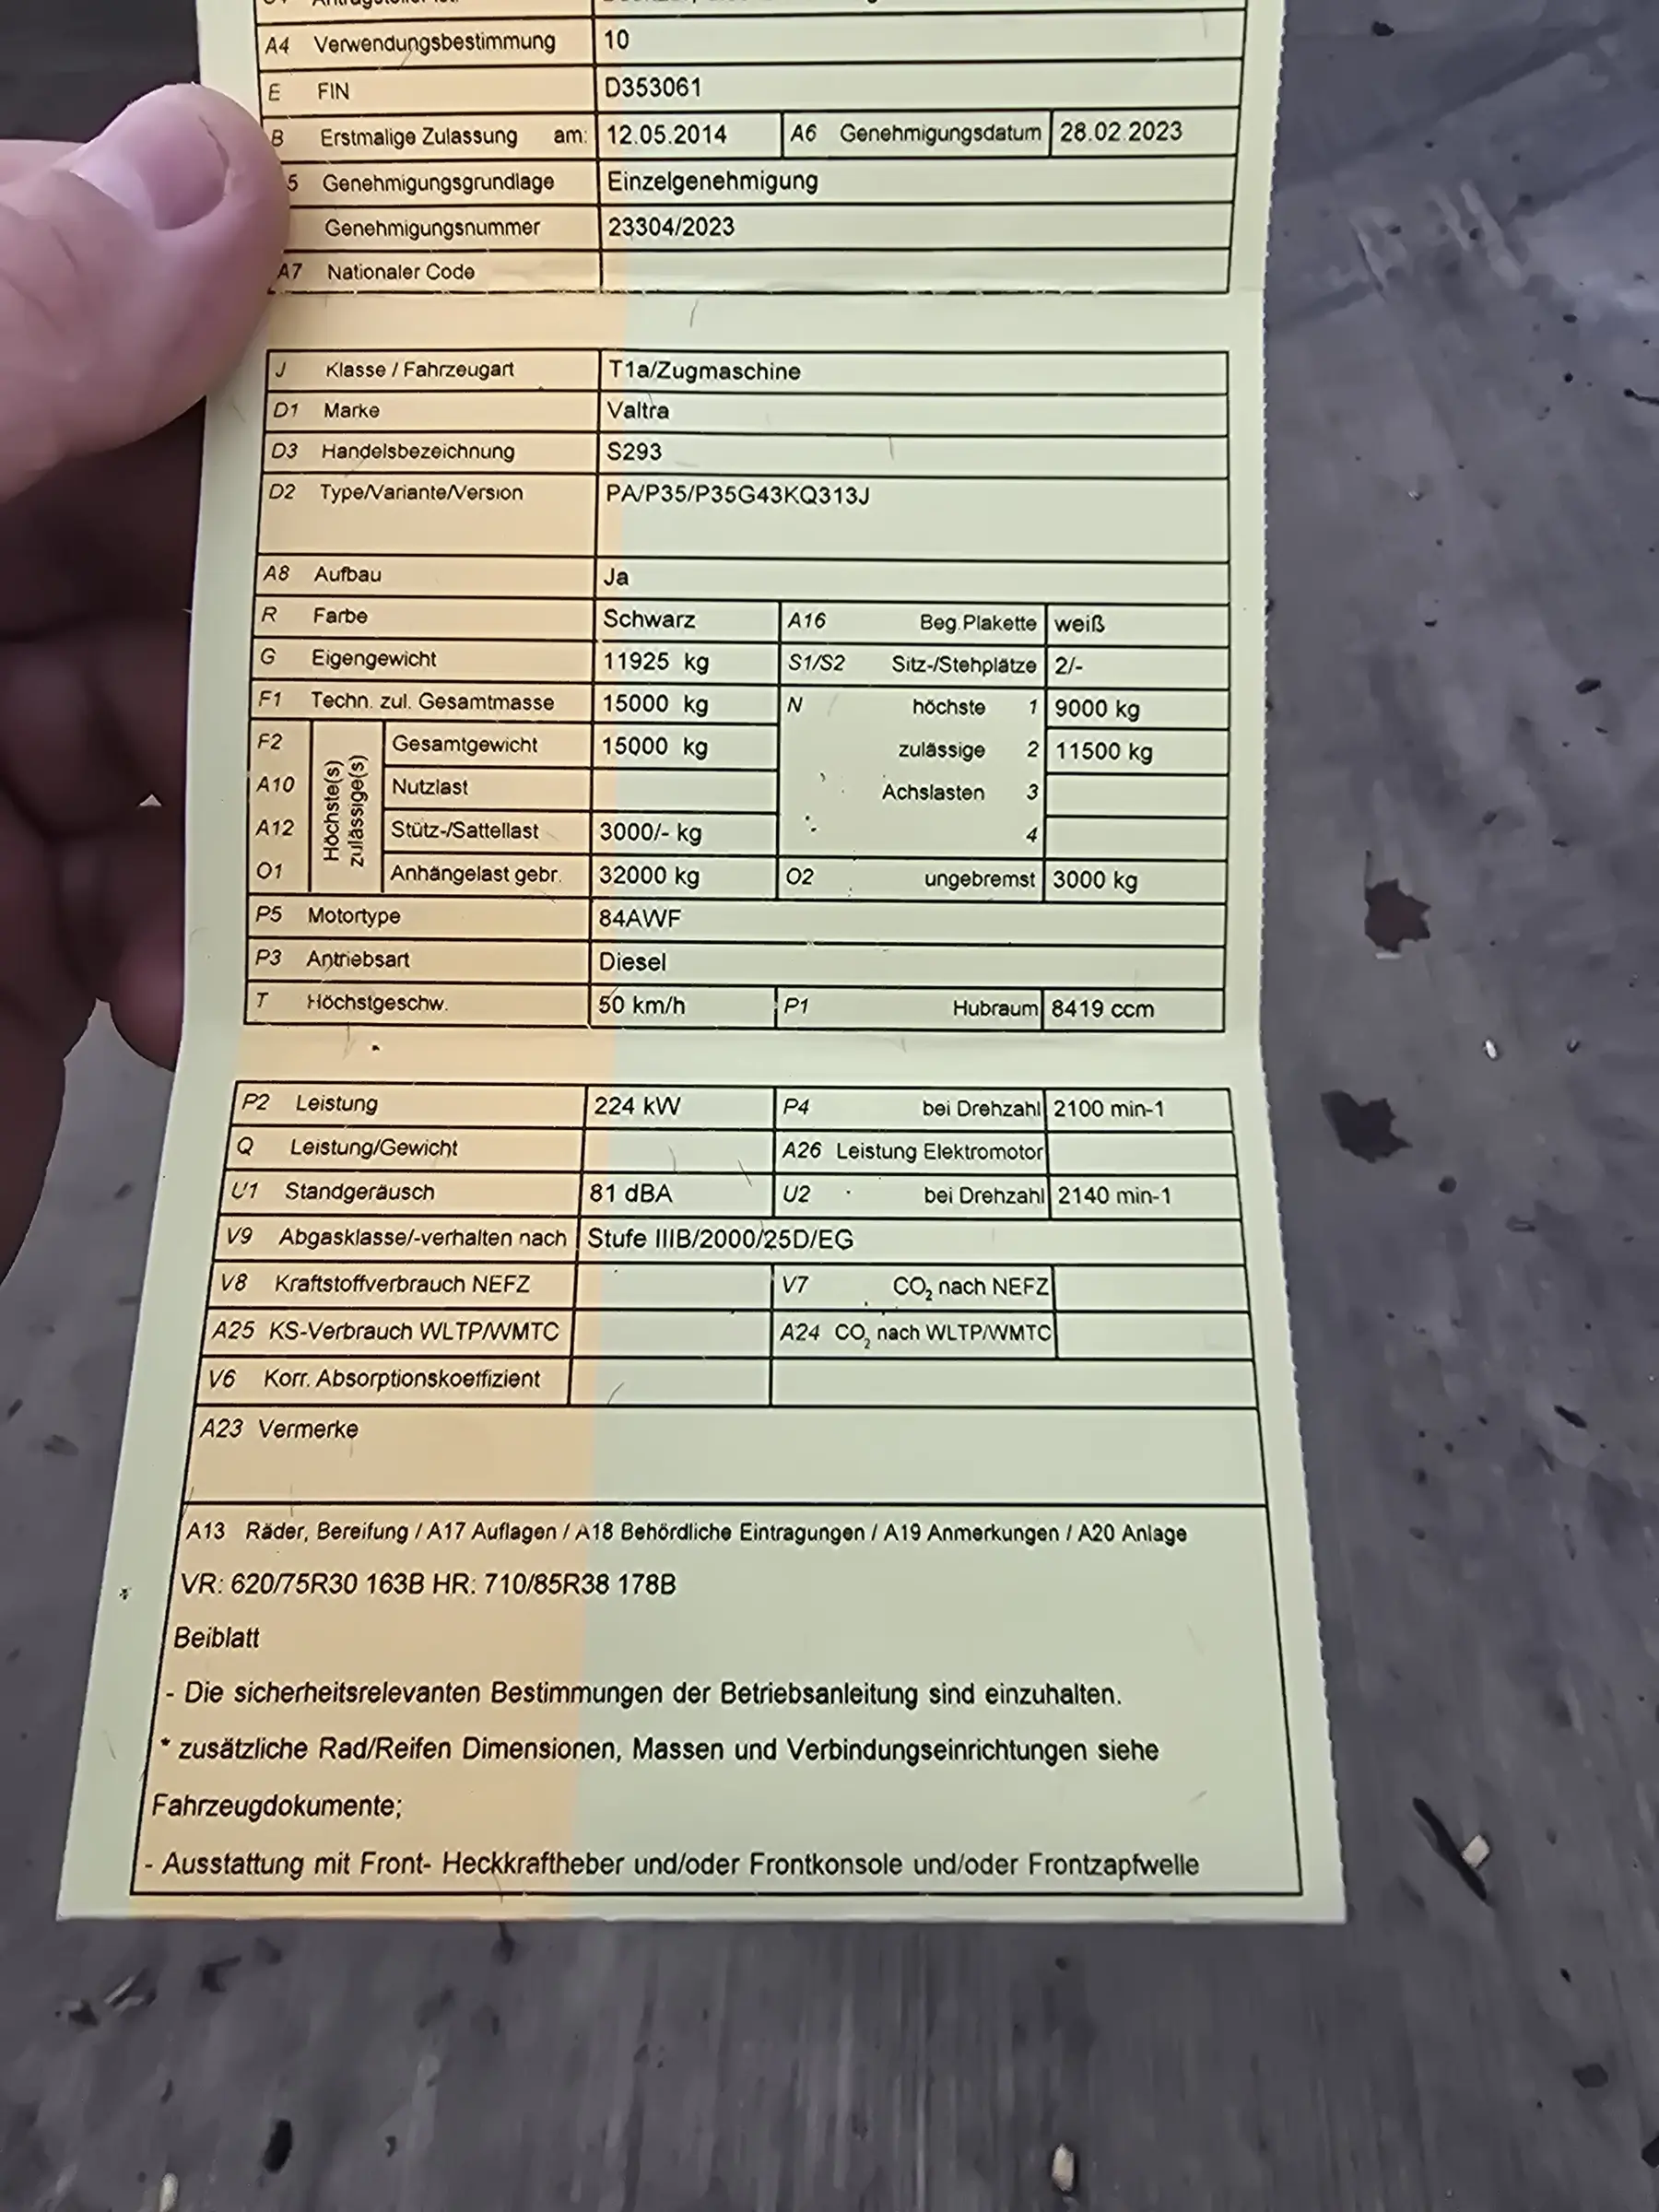 A4 Verwendungsbestimmung 10
E FIN D353061
B Erstmalige Zulassung am: 12.05.2014 A6 Genehmigungsdatum 28.02.2023
5 Genehmigungsgrundlage Einzelgenehmigung
Genehmigungsnummer 23304/2023
A7 Nationaler Code
J Klasse / Fahrzeugart T1a/Zugmaschine
D1 Marke Valtra
D3 Handelsbezeichnung S293
D2 Type/Variante/Version PA/P35/P35G43KQ313J
A8 Aufbau Ja
R Farbe Schwarz A16 Beg.Plakette weiß
G Eigengewicht 11925 kg S1/S2 Sitz-/Stehplätze 2/-
F1 Techn. zul. Gesamtmasse 15000 kg N höchste 1 9000 kg
F2 Höchste(s) zulässige(s) Gesamtgewicht 15000 kg zulässige 2 11500 kg
A10 Nutzlast Achslasten 3
A12 Stütz-/Sattellast 3000/- kg 4
O1 Anhängelast gebr. 32000 kg O2 ungebremst 3000 kg
P5 Motortype 84AWF
P3 Antriebsart Diesel
T Höchstgeschw. 50 km/h P1 Hubraum 8419 ccm
P2 Leistung 224 kW P4 bei Drehzahl 2100 min-1
Q Leistung/Gewicht A26 Leistung Elektromotor
U1 Standgeräusch 81 dBA U2 bei Drehzahl 2140 min-1
V9 Abgasklasse/-verhalten nach Stufe IIIB/2000/25D/EG
V8 Kraftstoffverbrauch NEFZ V7 CO₂ nach NEFZ
A25 KS-Verbrauch WLTP/WMTC A24 CO₂ nach WLTP/WMTC
V6 Korr. Absorptionskoeffizient
A23 Vermerke
A13 Räder, Bereifung / A17 Auflagen / A18 Behördliche Eintragungen / A19 Anmerkungen / A20 Anlage
VR: 620/75R30 163B HR: 710/85R38 178B
Beiblatt
- Die sicherheitsrelevanten Bestimmungen der Betriebsanleitung sind einzuhalten.
* zusätzliche Rad/Reifen Dimensionen, Massen und Verbindungseinrichtungen siehe
Fahrzeugdokumente;
- Ausstattung mit Front- Heckkraftheber und/oder Frontkonsole und/oder Frontzapfwelle